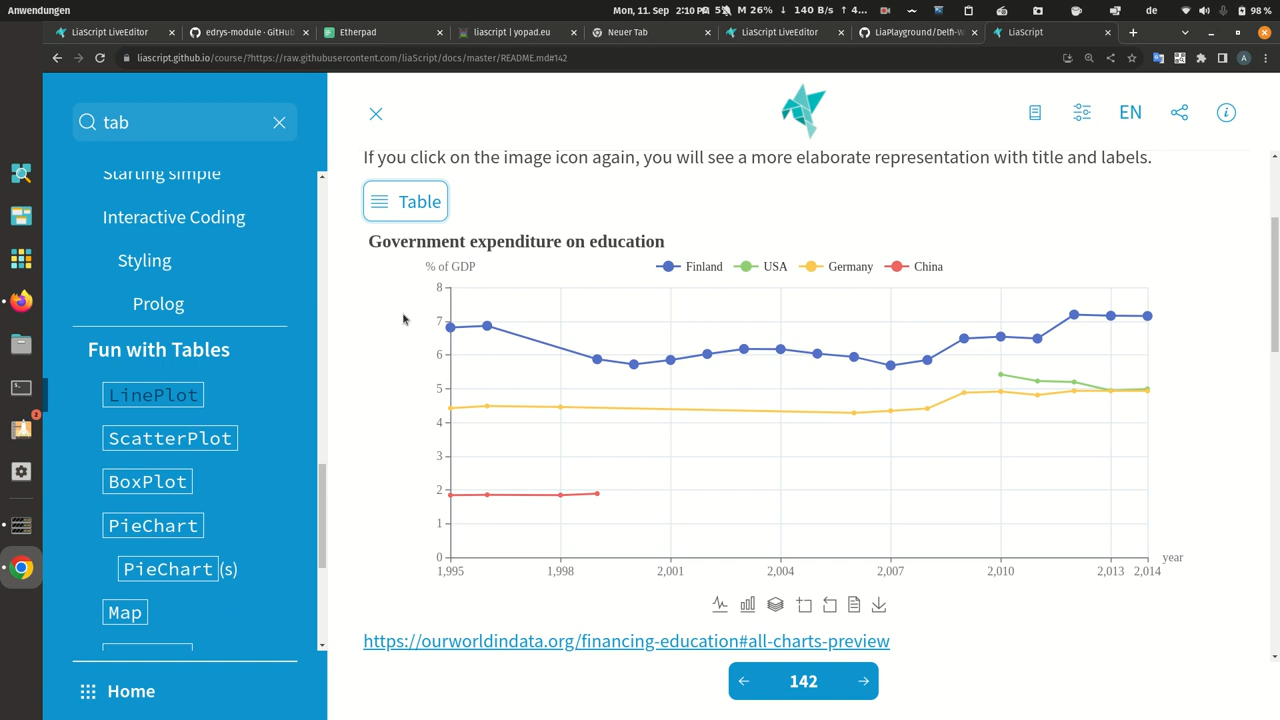 Anwendungen
Mon, 11. Sep 2:10 PM
5%
M 26%
↓ 140 B/s
↑ 4...
de
98 %
LiaScript LiveEditor
edrys-module · GitHub
Etherpad
liascript | yopad.eu
Neuer Tab
LiaScript LiveEditor
LiaPlayground/Delfi-W
LiaScript
liascript.github.io/course/?https://raw.githubusercontent.com/liaScript/docs/master/README.md#142
A
tab
Starting simple
Interactive Coding
Styling
Prolog
Fun with Tables
LinePlot
ScatterPlot
BoxPlot
PieChart
PieChart(s)
Map
Home
2
EN
If you click on the image icon again, you will see a more elaborate representation with title and labels.
Table
Government expenditure on education
% of GDP
Finland USA Germany China
8
7
6
5
4
3
2
1
0
1,995 1,998 2,001 2,004 2,007 2,010 2,013 2,014
year
https://ourworldindata.org/financing-education#all-charts-preview
← 142 →